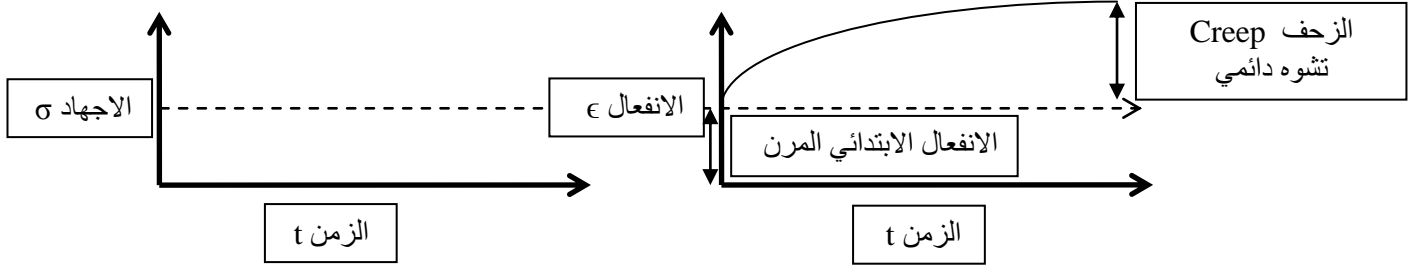 الزحف Creep
تشوه دائمي
الاجهاد σ
الانفعال ϵ
الانفعال الابتدائي المرن
الزمن t
الزمن t